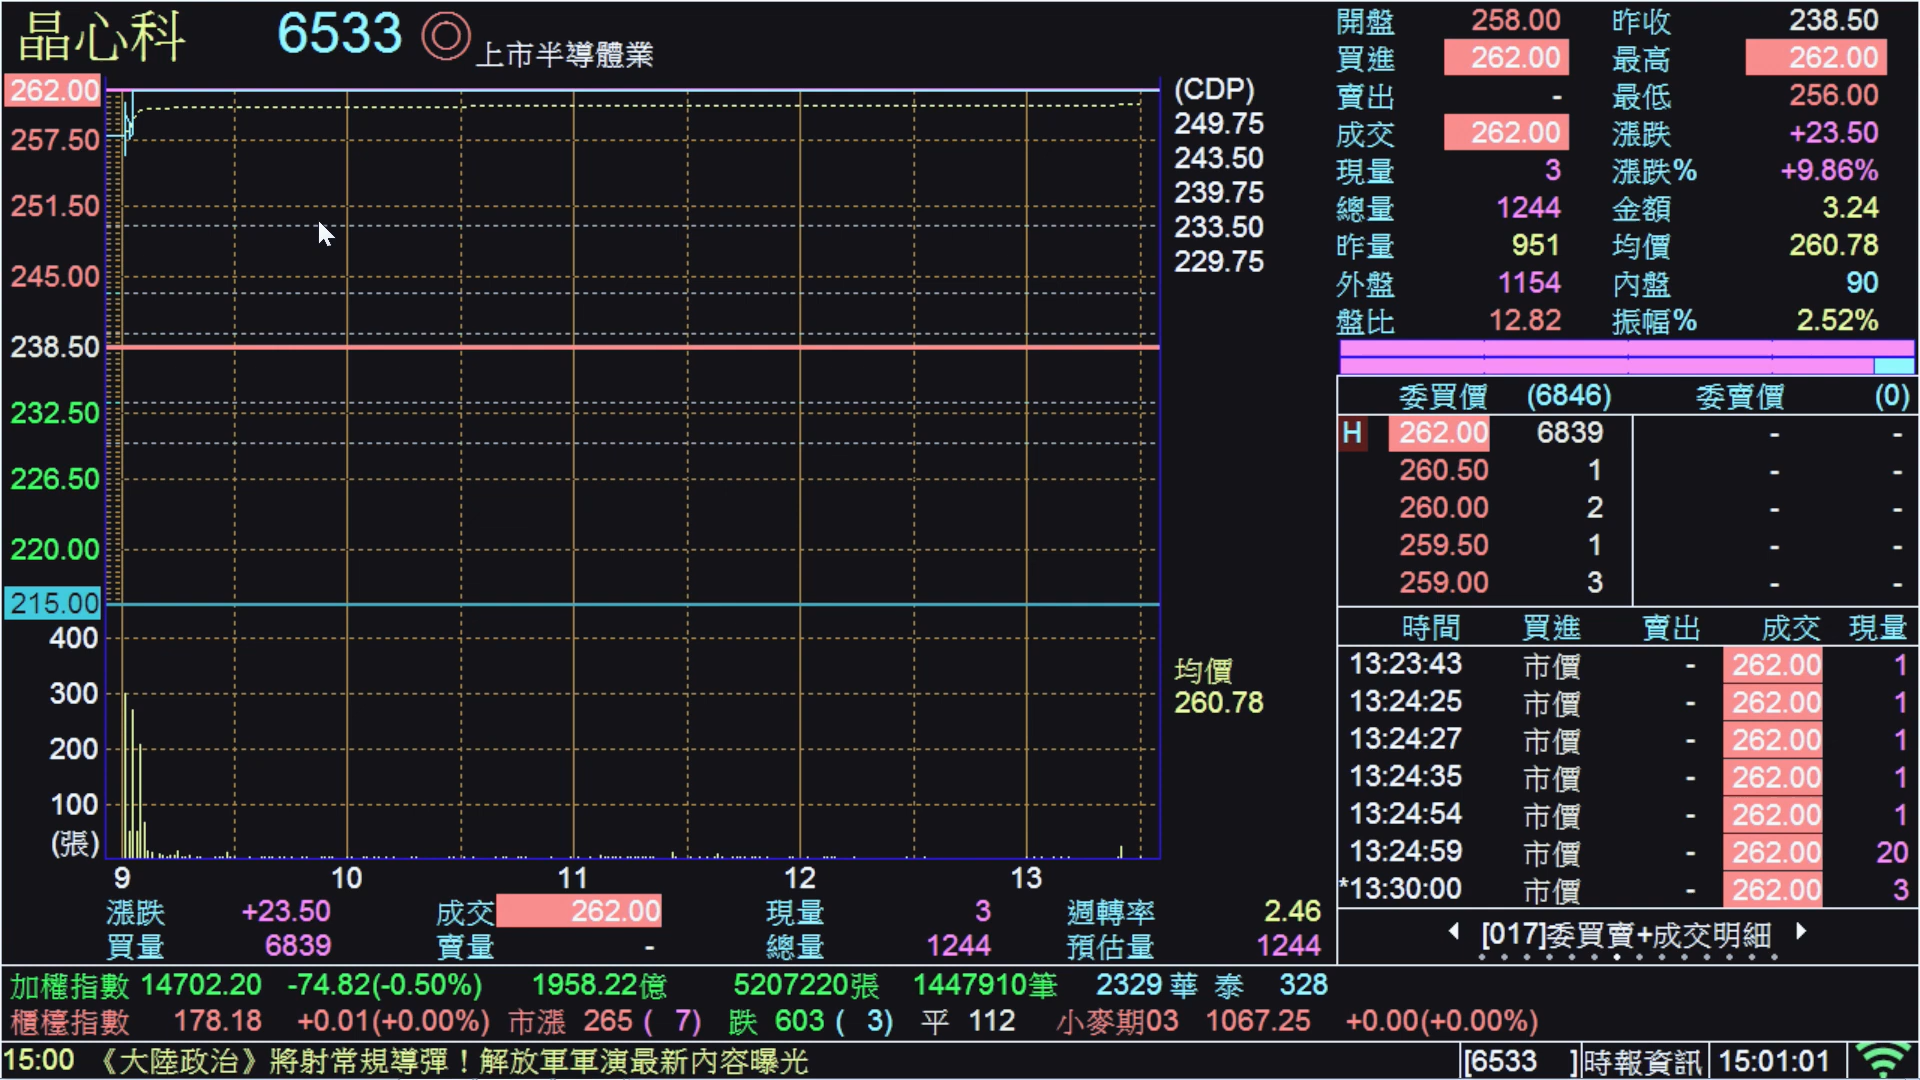 晶心科 6533 ◎ 上市半導體業
262.00
257.50
251.50
245.00
238.50
232.50
226.50
220.00
215.00
400
300
200
100
(張)
9 10 11 12 13
(CDP)
249.75
243.50
239.75
233.50
229.75
均價
260.78
漲跌 +23.50 成交 262.00 現量 3 週轉率 2.46
買量 6839 賣量 - 總量 1244 預估量 1244
開盤 258.00 昨收 238.50
買進 262.00 最高 262.00
賣出 - 最低 256.00
成交 262.00 漲跌 +23.50
現量 3 漲跌% +9.86%
總量 1244 金額 3.24
昨量 951 均價 260.78
外盤 1154 內盤 90
盤比 12.82 振幅% 2.52%
委買價 (6846) 委賣價 (0)
H 262.00 6839 - -
260.50 1 - -
260.00 2 - -
259.50 1 - -
259.00 3 - -
時間 買進 賣出 成交 現量
13:23:43 市價 - 262.00 1
13:24:25 市價 - 262.00 1
13:24:27 市價 - 262.00 1
13:24:35 市價 - 262.00 1
13:24:54 市價 - 262.00 1
13:24:59 市價 - 262.00 20
*13:30:00 市價 - 262.00 3
[017]委買賣+成交明細
加權指數 14702.20 -74.82(-0.50%) 1958.22億 5207220張 1447910筆 2329 華 泰 328
櫃檯指數 178.18 +0.01(+0.00%) 市漲 265 ( 7) 跌 603 ( 3) 平 112 小麥期03 1067.25 +0.00(+0.00%)
15:00 《大陸政治》將射常規導彈！解放軍軍演最新內容曝光 [6533 ] 時報資訊 15:01:01